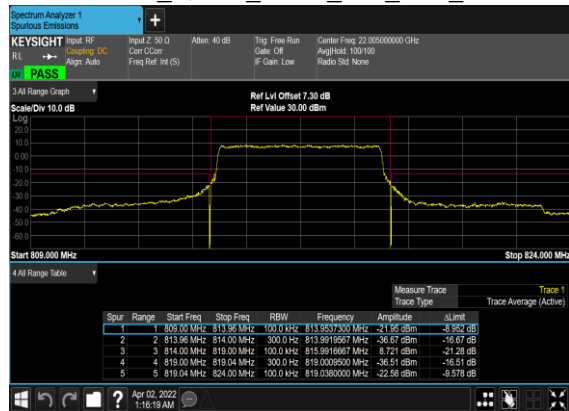 Spectrum Analyzer 1
Spurious Emissions
KEYSIGHT Input: RF Input Z: 50 Ω Atten: 40 dB Trig: Free Run Center Freq: 22.005000000 GHz
RL Coupling: DC Corr CCorr Gate: Off Avg|Hold: 100/100
Align: Auto Freq Ref: Int (S) IF Gain: Low Radio Std: None
PASS
3 All Range Graph
Ref Lvl Offset 7.30 dB
Scale/Div 10.0 dB Ref Value 30.00 dBm
Log
20.0
10.0
0.00
-10.0
-20.0
-30.0
-40.0
-50.0
-60.0
Start 809.000 MHz Stop 824.000 MHz
4 All Range Table
Measure Trace Trace 1
Trace Type Trace Average (Active)
Spur Range Start Freq Stop Freq RBW Frequency Amplitude ΔLimit
1 1 809.00 MHz 813.96 MHz 100.0 kHz 813.9537300 MHz -21.95 dBm -8.952 dB
2 2 813.96 MHz 814.00 MHz 300.0 Hz 813.9919567 MHz -36.67 dBm -16.67 dB
3 3 814.00 MHz 819.00 MHz 100.0 kHz 815.9916667 MHz 8.721 dBm -21.28 dB
4 4 819.00 MHz 819.04 MHz 300.0 Hz 819.0009500 MHz -36.51 dBm -16.51 dB
5 5 819.04 MHz 824.00 MHz 100.0 kHz 819.0380000 MHz -22.58 dBm -9.578 dB
Apr 02, 2022
1:16:19 AM